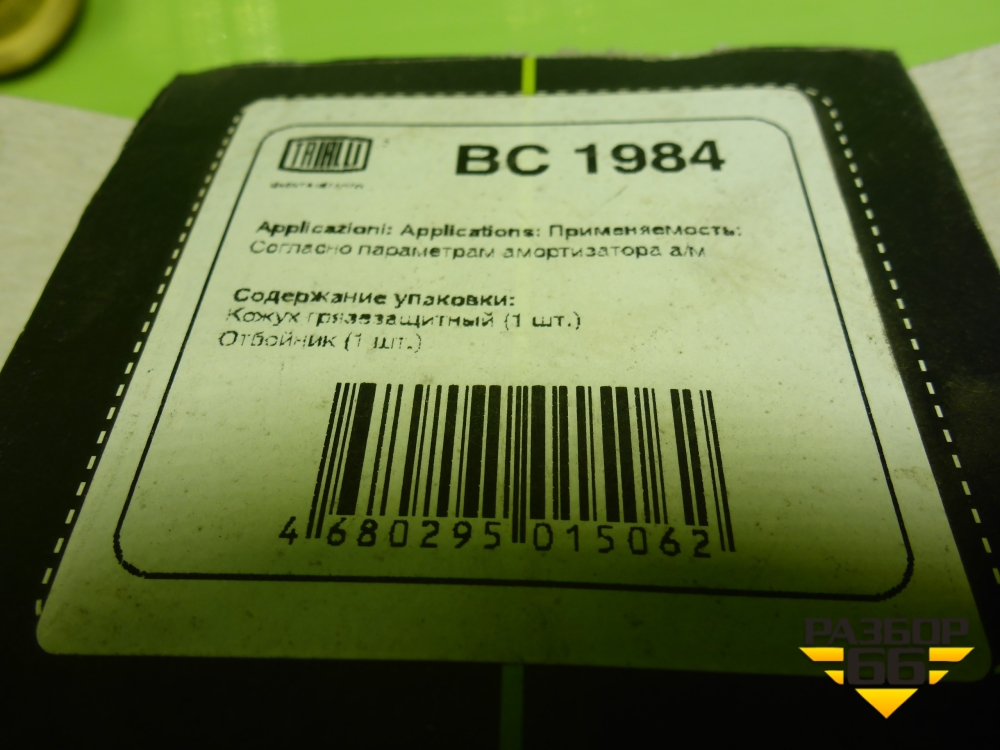 TRIALLI
BC 1984
Applicazioni: Applications: Применяемость:
Согласно параметрам амортизатора а/м
Содержание упаковки:
Кожух грязезащитный (1 шт.)
Отбойник (1 шт.)
4 680295 015062
РАЗБОР
66